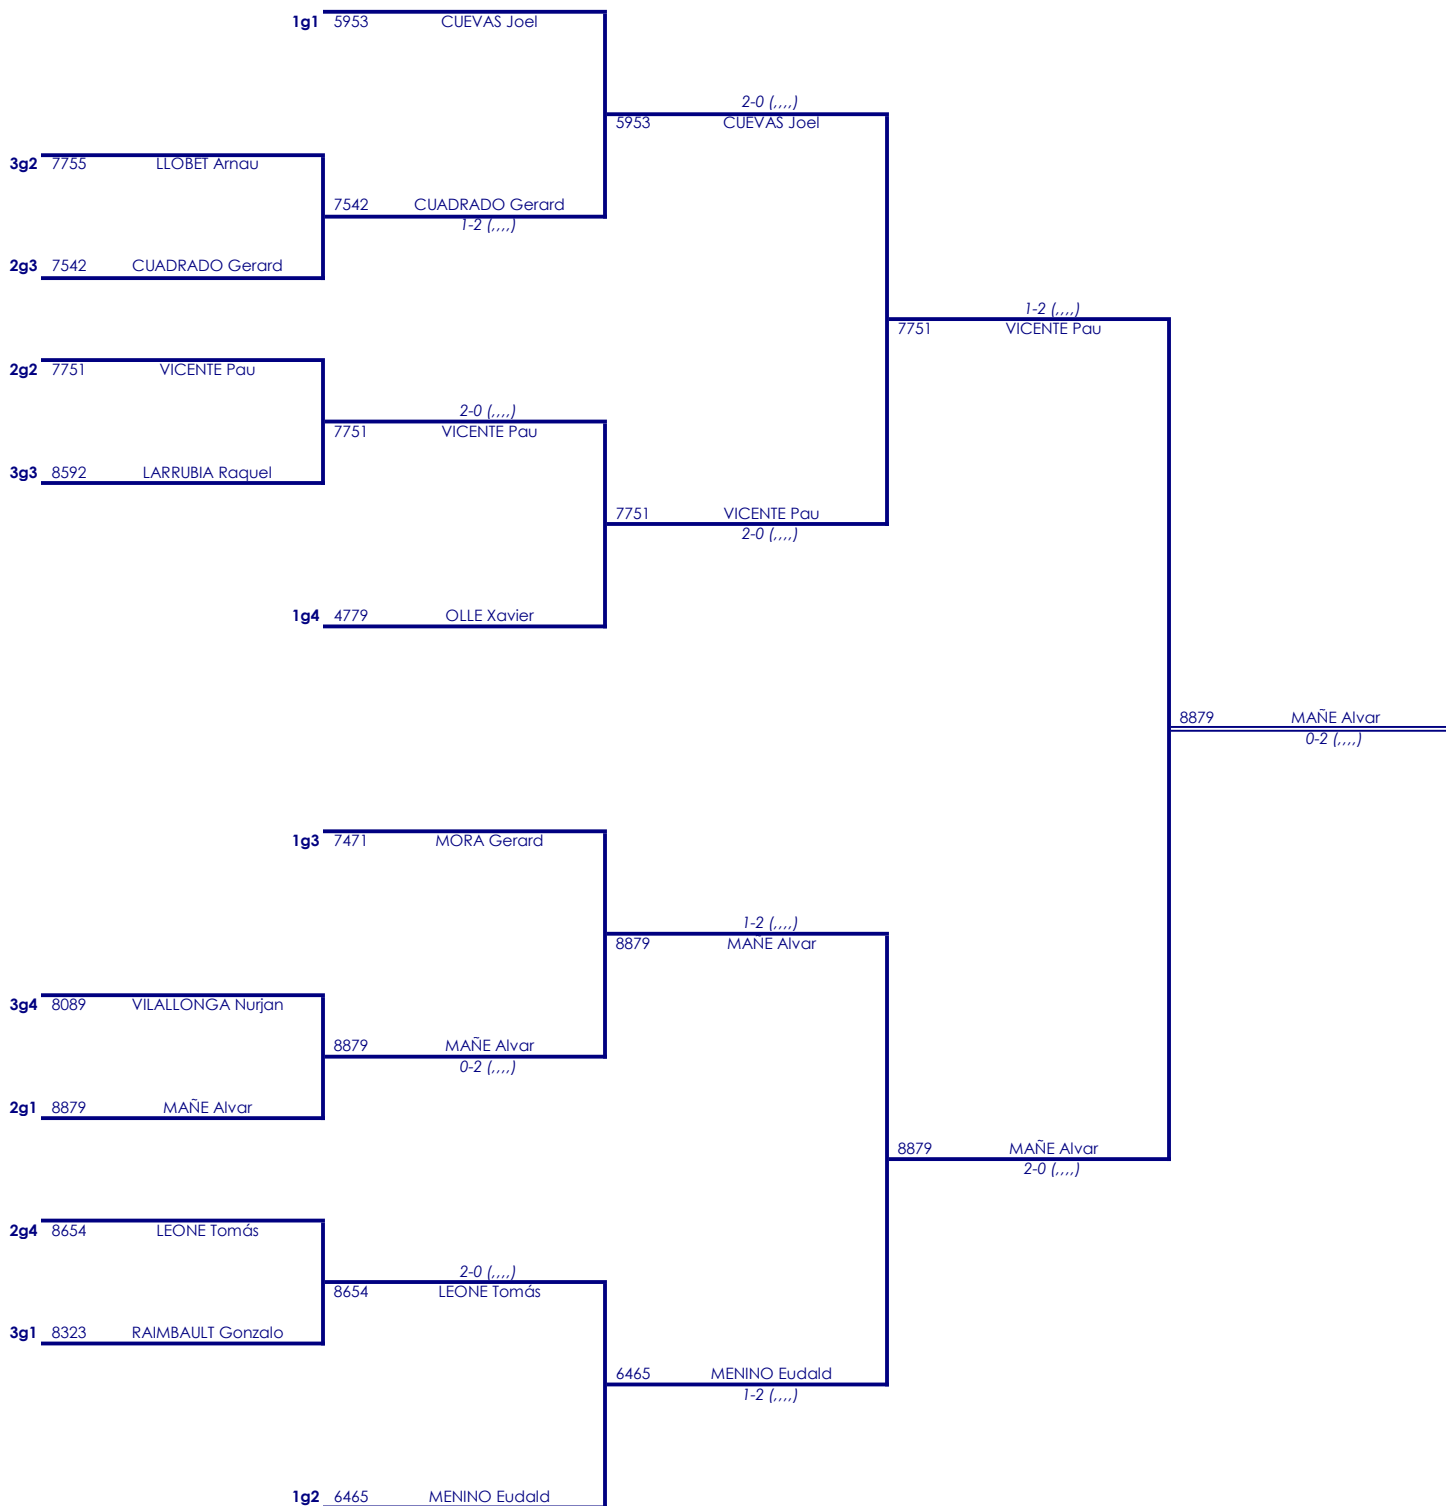 1g1 5953 CUEVAS Joel
2-0 (,,,,)
5953 CUEVAS Joel
3g2 7755 LLOBET Arnau
7542 CUADRADO Gerard
1-2 (,,,,)
2g3 7542 CUADRADO Gerard
1-2 (,,,,)
7751 VICENTE Pau
2g2 7751 VICENTE Pau
2-0 (,,,,)
7751 VICENTE Pau
3g3 8592 LARRUBIA Raquel
7751 VICENTE Pau
2-0 (,,,,)
1g4 4779 OLLE Xavier
8879 MAÑE Alvar
0-2 (,,,,)
1g3 7471 MORA Gerard
1-2 (,,,,)
8879 MAÑE Alvar
3g4 8089 VILALLONGA Nurjan
8879 MAÑE Alvar
0-2 (,,,,)
2g1 8879 MAÑE Alvar
8879 MAÑE Alvar
2-0 (,,,,)
2g4 8654 LEONE Tomás
2-0 (,,,,)
8654 LEONE Tomás
3g1 8323 RAIMBAULT Gonzalo
6465 MENINO Eudald
1-2 (,,,,)
1g2 6465 MENINO Eudald